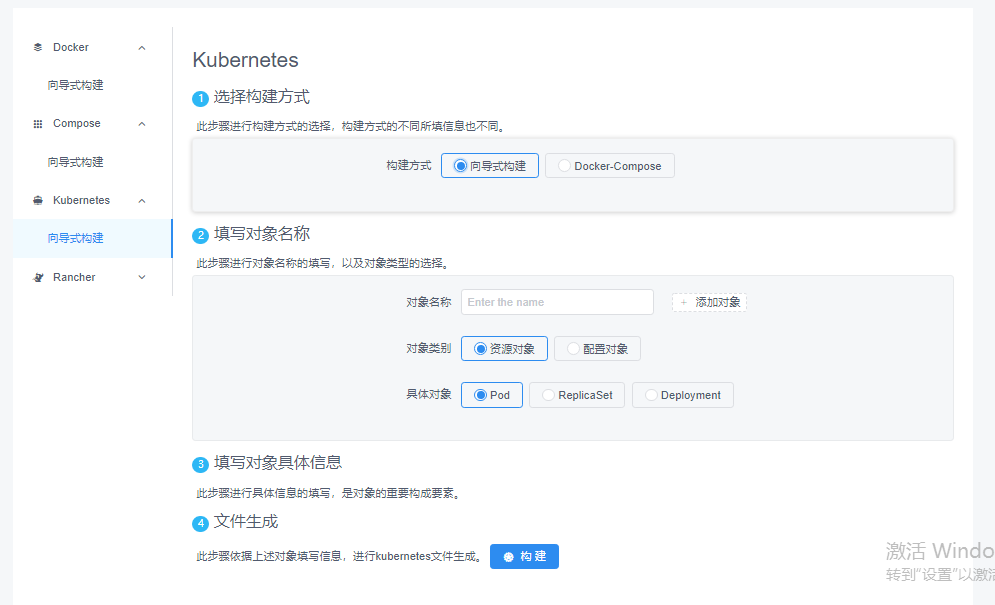 Docker
向导式构建
Compose
向导式构建
Kubernetes
向导式构建
Rancher
Kubernetes
1 选择构建方式
此步骤进行构建方式的选择，构建方式的不同所填信息也不同。
构建方式 向导式构建 Docker-Compose
2 填写对象名称
此步骤进行对象名称的填写，以及对象类型的选择。
对象名称 Enter the name + 添加对象
对象类别 资源对象 配置对象
具体对象 Pod ReplicaSet Deployment
3 填写对象具体信息
此步骤进行具体信息的填写，是对象的重要构成要素。
4 文件生成
此步骤依据上述对象填写信息，进行kubernetes文件生成。 构 建
激活 Windo
转到"设置"以激活